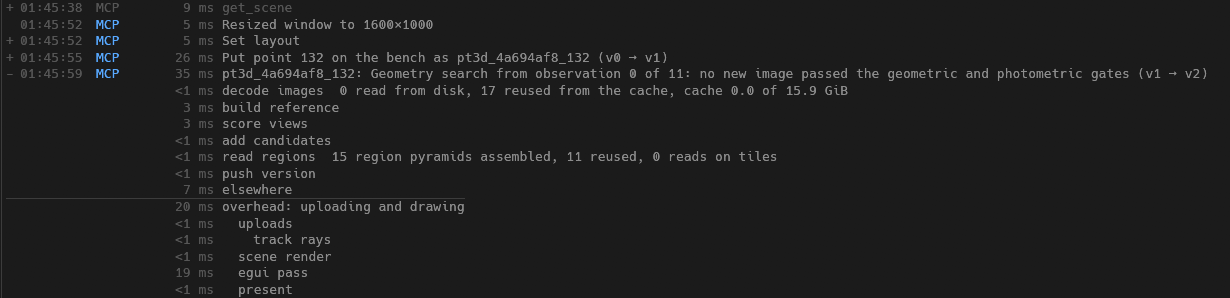 + 01:45:38 MCP 9 ms get_scene
01:45:52 MCP 5 ms Resized window to 1600×1000
+ 01:45:52 MCP 5 ms Set layout
+ 01:45:55 MCP 26 ms Put point 132 on the bench as pt3d_4a694af8_132 (v0 → v1)
− 01:45:59 MCP 35 ms pt3d_4a694af8_132: Geometry search from observation 0 of 11: no new image passed the geometric and photometric gates (v1 → v2)
<1 ms decode images 0 read from disk, 17 reused from the cache, cache 0.0 of 15.9 GiB
3 ms build reference
3 ms score views
<1 ms add candidates
<1 ms read regions 15 region pyramids assembled, 11 reused, 0 reads on tiles
<1 ms push version
7 ms elsewhere
20 ms overhead: uploading and drawing
<1 ms uploads
<1 ms track rays
<1 ms scene render
19 ms egui pass
<1 ms present